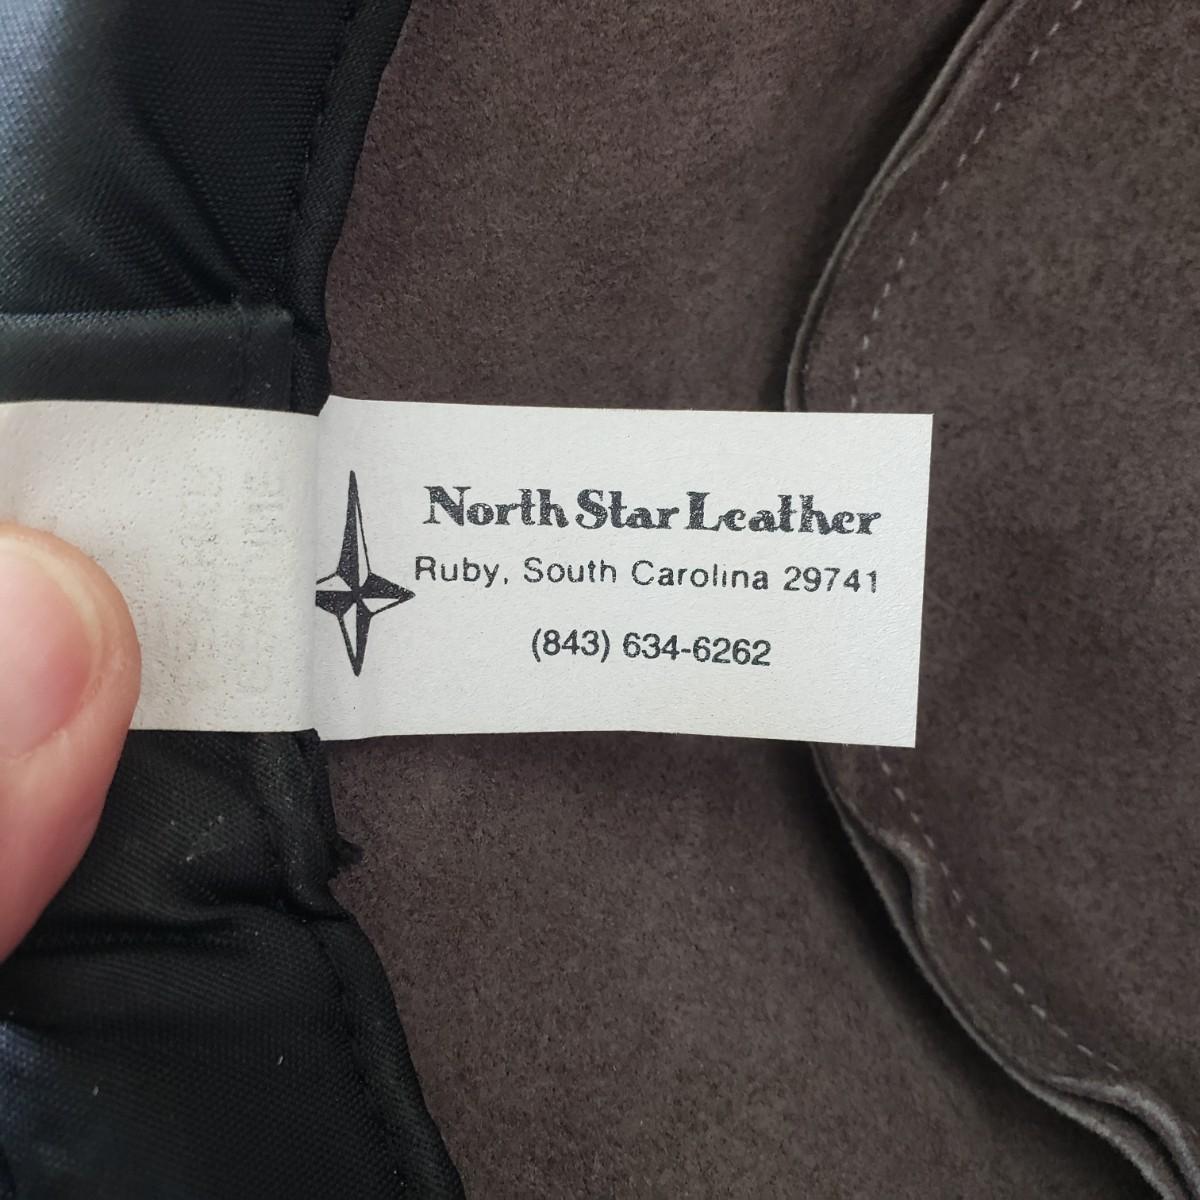 North Star Leather
Ruby, South Carolina 29741
(843) 634-6262